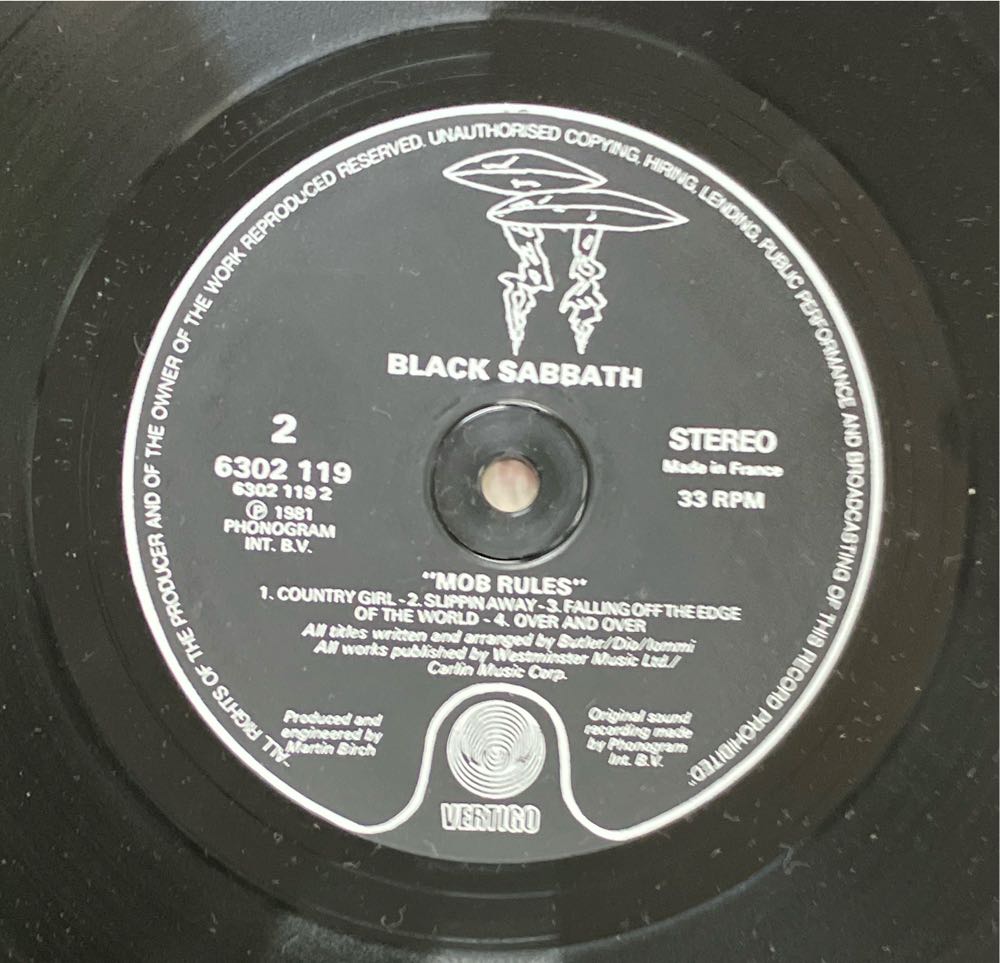 "ALL RIGHTS OF THE PRODUCER AND OF THE OWNER OF THE WORK REPRODUCED RESERVED. UNAUTHORISED COPYING, HIRING, LENDING, PUBLIC PERFORMANCE AND BROADCASTING OF THIS RECORD PROHIBITED."
BLACK SABBATH
2
6302 119
6302 119 2
Ⓟ 1981
PHONOGRAM
INT. B.V.
STEREO
Made in France
33 RPM
"MOB RULES"
1. COUNTRY GIRL - 2. SLIPPIN AWAY - 3. FALLING OFF THE EDGE
OF THE WORLD - 4. OVER AND OVER
All titles written and arranged by Butler/Dio/Iommi
All works published by Westminster Music Ltd./
Carlin Music Corp.
Produced and
engineered by
Martin Birch
Original sound
recording made
by Phonogram
Int. B.V.
VERTIGO